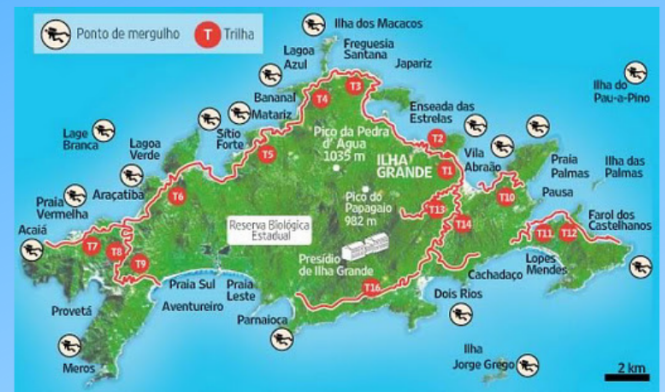 Ponto de mergulho
T Trilha
Ilha dos Macacos
Lagoa
Azul
Freguesia
Santana
Japariz
Bananal
Matariz
T4
T3
Ilha do
Pau-a-Pino
Enseada das
Estrelas
Lage
Branca
Lagoa
Verde
Sítio
Forte
T5
Pico da Pedra
d' Água
1035 m
T2
ILHA
GRANDE
T1
Vila
Abraão
Praia
Palmas
Ilha das
Palmas
Praia
Vermelha
Araçatiba
T6
Pico do
Papagaio
982 m
T10
Pausa
Acaiá
T7
T8
T9
Reserva Biológica
Estadual
T13
T14
Farol dos
Castelhanos
T11
T12
Presídio
de Ilha Grande
Lopes
Mendes
Cachadaço
Praia Sul
Praia
Leste
Aventureiro
T16
Dois Rios
Provetá
Parnaioca
Meros
Ilha
Jorge Grego
2 km